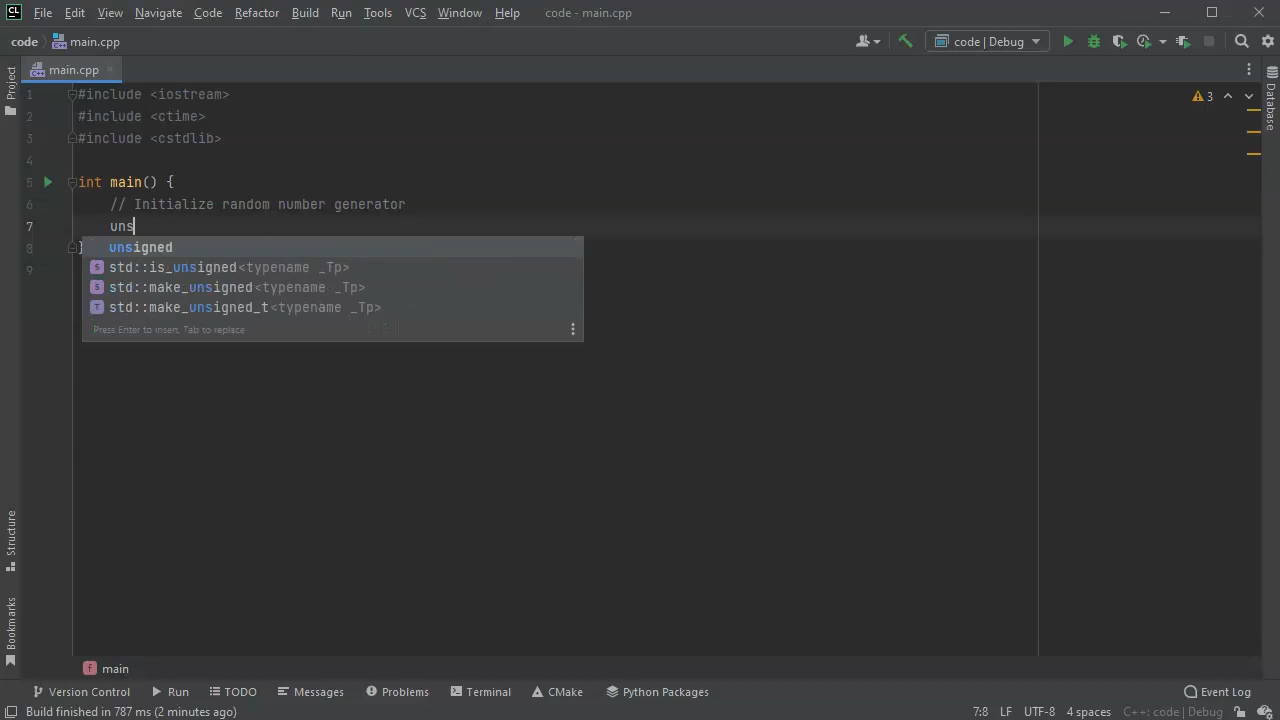 CL File Edit View Navigate Code Refactor Build Run Tools VCS Window Help code - main.cpp
code main.cpp code | Debug
Project main.cpp Database
1 #include <iostream> 3
2 #include <ctime>
3 #include <cstdlib>
4
5 int main() {
6 // Initialize random number generator
7 uns
8 }
9
unsigned
std::is_unsigned<typename _Tp>
std::make_unsigned<typename _Tp>
std::make_unsigned_t<typename _Tp>
Press Enter to insert, Tab to replace
Structure
Bookmarks
f main
Version Control Run TODO Messages Problems Terminal CMake Python Packages Event Log
Build finished in 787 ms (2 minutes ago) 7:8 LF UTF-8 4 spaces C++: code | Debug